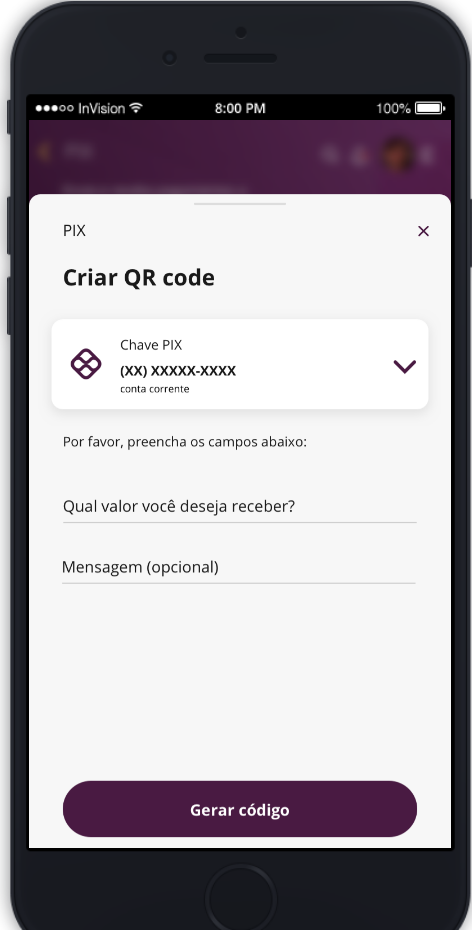 InVision 8:00 PM 100%
PIX
Criar QR code
Chave PIX
(XX) XXXXX-XXXX
conta corrente
Por favor, preencha os campos abaixo:
Qual valor você deseja receber?
Mensagem (opcional)
Gerar código